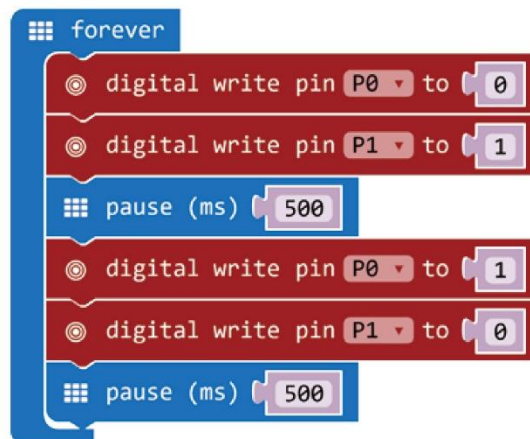 forever
digital write pin P0 to 0
digital write pin P1 to 1
pause (ms) 500
digital write pin P0 to 1
digital write pin P1 to 0
pause (ms) 500